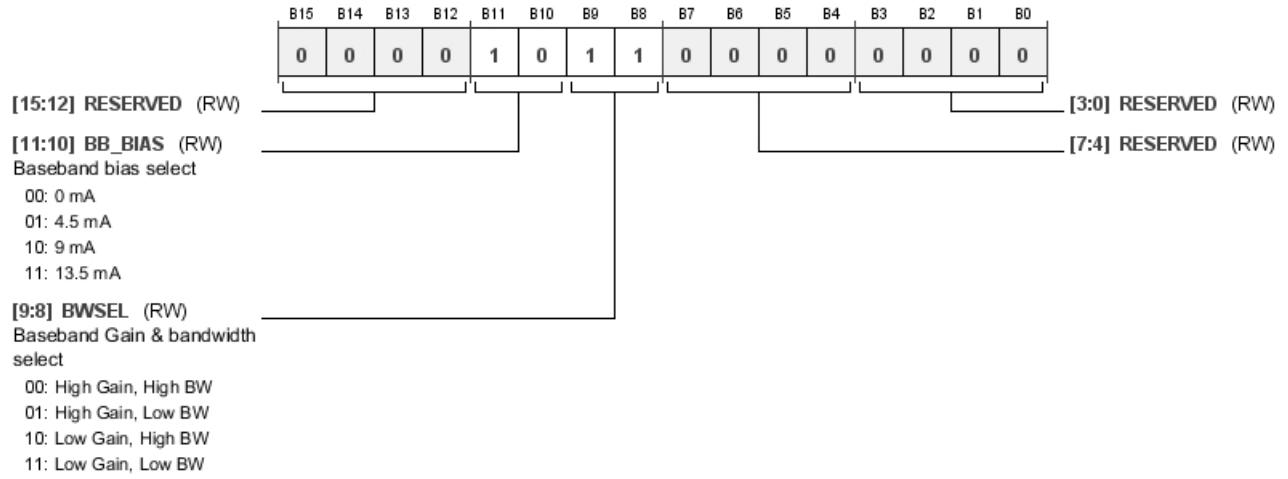 B15 B14 B13 B12 B11 B10 B9 B8 B7 B6 B5 B4 B3 B2 B1 B0
0 0 0 0 1 0 1 1 0 0 0 0 0 0 0 0
[15:12] RESERVED (RW)
[3:0] RESERVED (RW)
[11:10] BB_BIAS (RW)
[7:4] RESERVED (RW)
Baseband bias select
00: 0 mA
01: 4.5 mA
10: 9 mA
11: 13.5 mA
[9:8] BWSEL (RW)
Baseband Gain & bandwidth
select
00: High Gain, High BW
01: High Gain, Low BW
10: Low Gain, High BW
11: Low Gain, Low BW